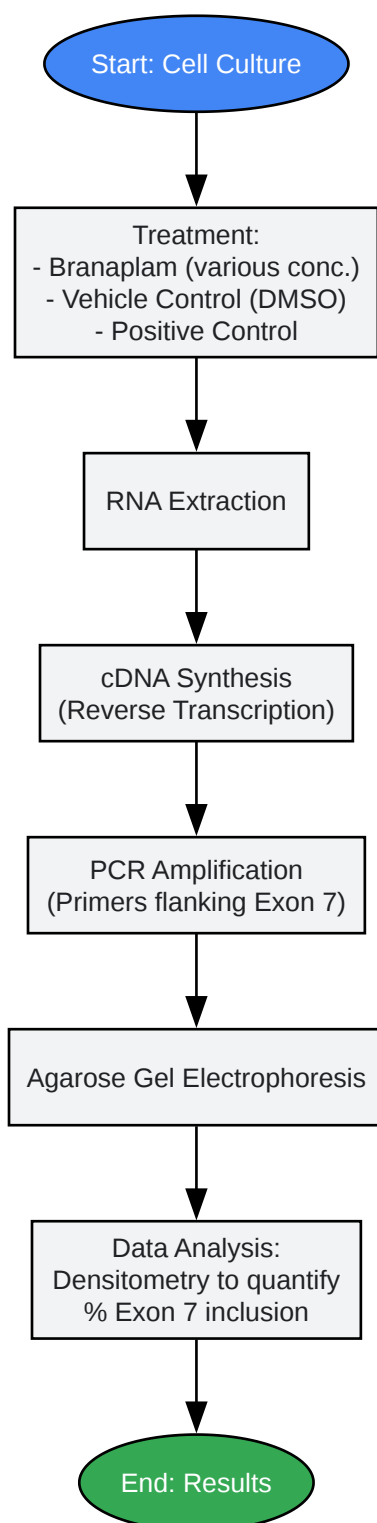 Start: Cell Culture
Treatment:
- Branaplam (various conc.)
- Vehicle Control (DMSO)
- Positive Control
RNA Extraction
cDNA Synthesis
(Reverse Transcription)
PCR Amplification
(Primers flanking Exon 7)
Agarose Gel Electrophoresis
Data Analysis:
Densitometry to quantify
% Exon 7 inclusion
End: Results